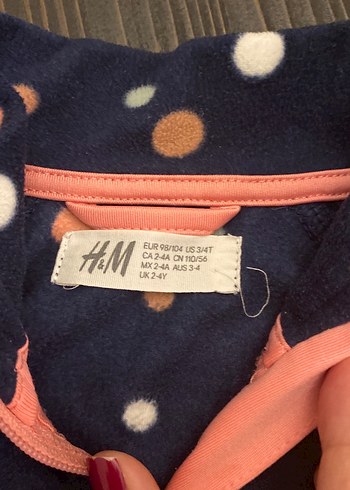 H&M
EUR 98/104 US 3/4T
CA 2-4A CN 110/56
MX 2-4A AUS 3-4
UK 2-4Y